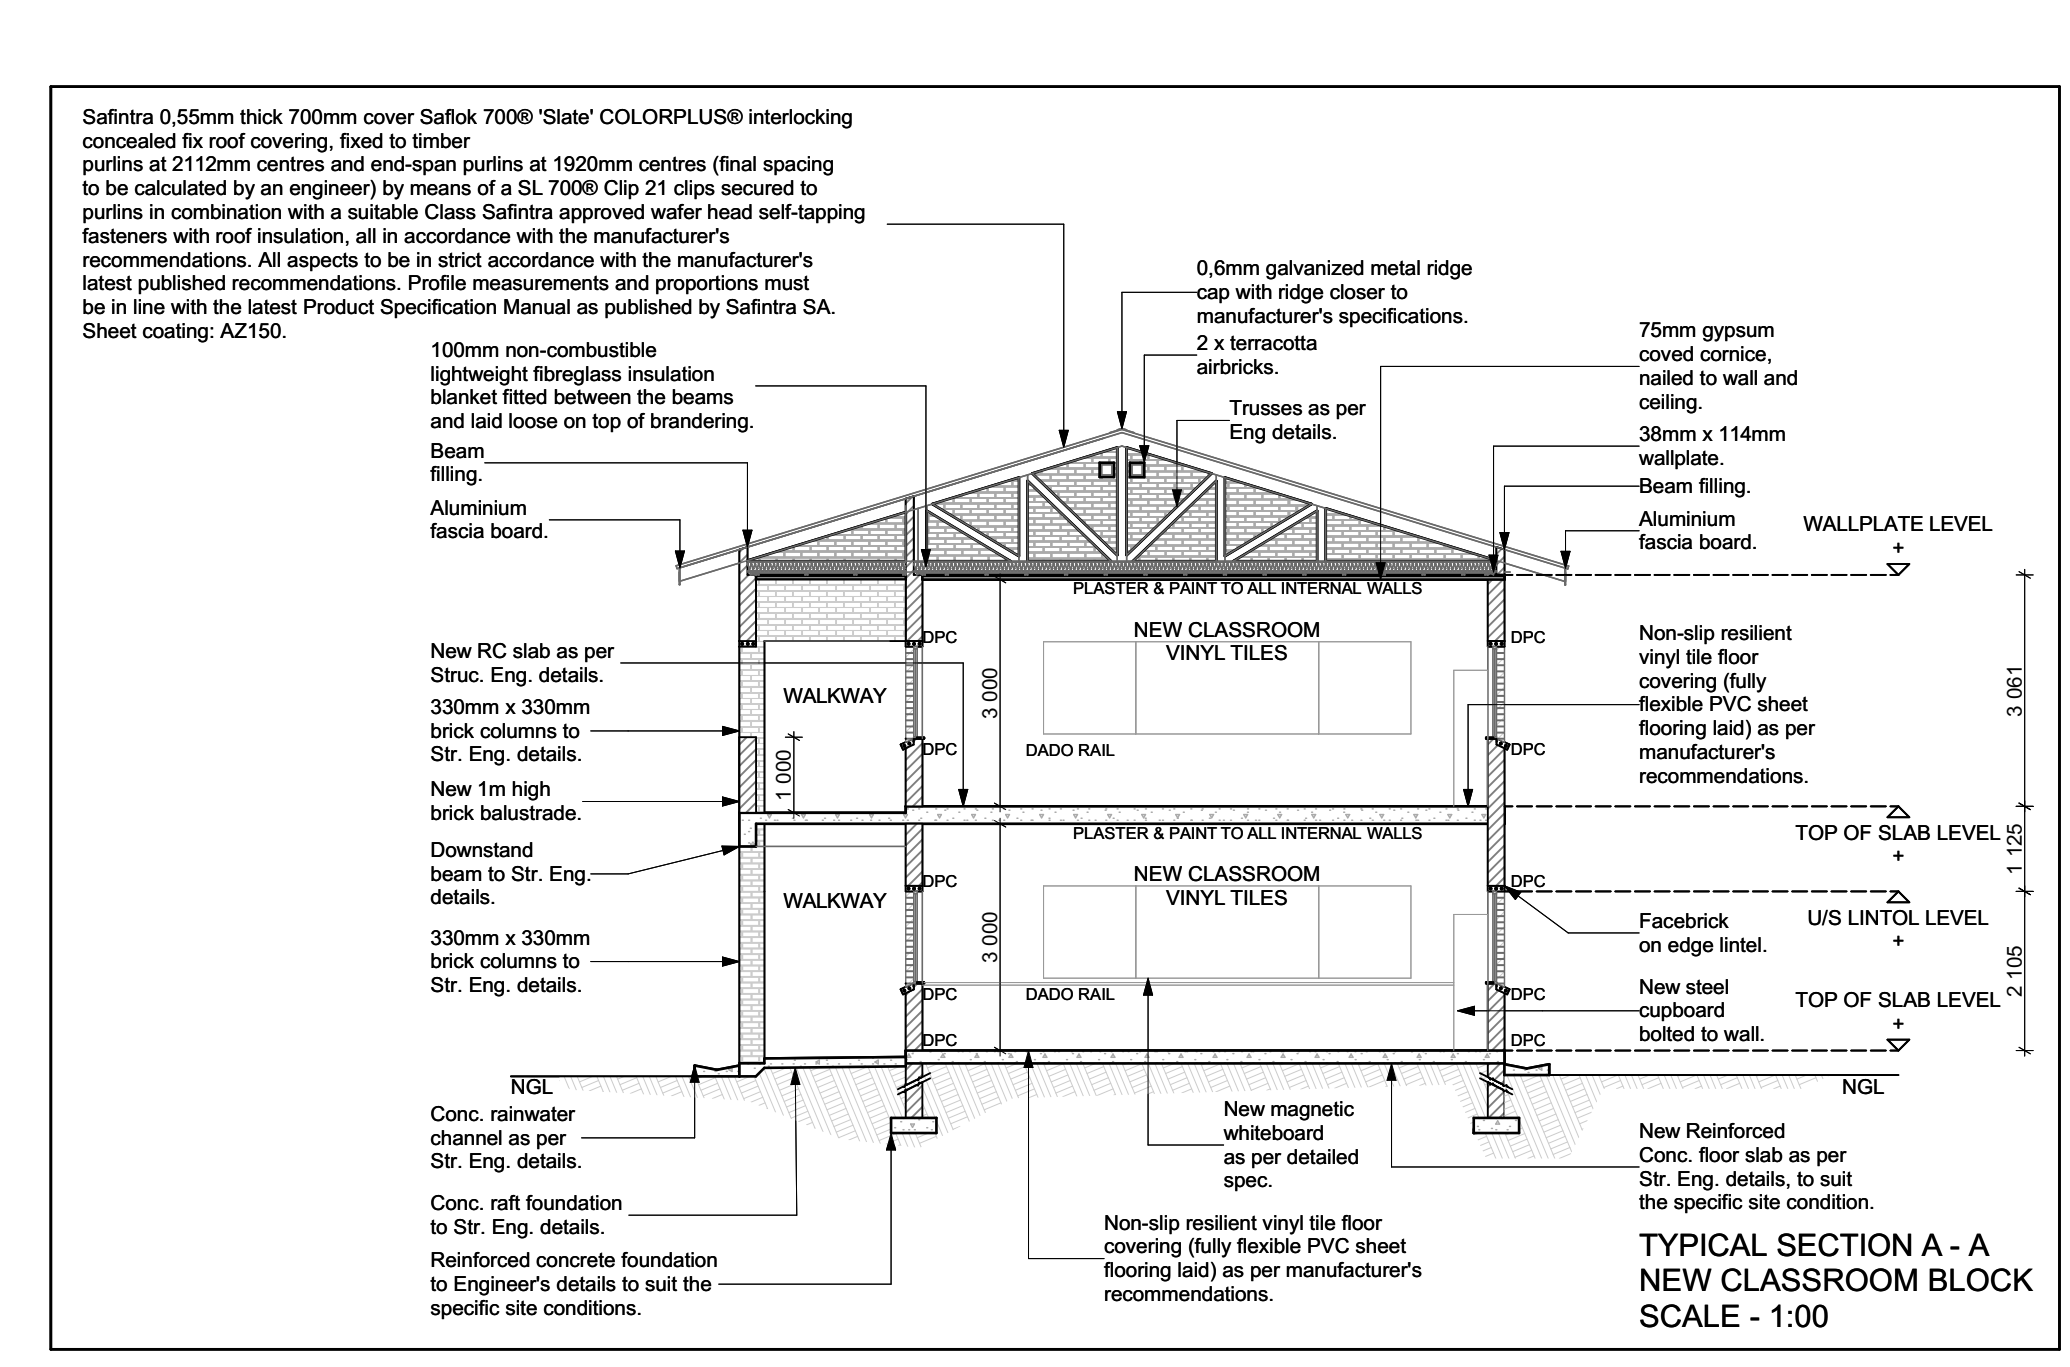 Safintra 0,55mm thick 700mm cover Saflok 700® 'Slate' COLORPLUS® interlocking
concealed fix roof covering, fixed to timber
purlins at 2112mm centres and end-span purlins at 1920mm centres (final spacing
to be calculated by an engineer) by means of a SL 700® Clip 21 clips secured to
purlins in combination with a suitable Class Safintra approved wafer head self-tapping
fasteners with roof insulation, all in accordance with the manufacturer's
recommendations. All aspects to be in strict accordance with the manufacturer's
latest published recommendations. Profile measurements and proportions must
be in line with the latest Product Specification Manual as published by Safintra SA.
Sheet coating: AZ150.
100mm non-combustible
lightweight fibreglass insulation
blanket fitted between the beams
and laid loose on top of brandering.
Beam
filling.
Aluminium
fascia board.
New RC slab as per
Struc. Eng. details.
330mm x 330mm
brick columns to
Str. Eng. details.
New 1m high
brick balustrade.
Downstand
beam to Str. Eng.
details.
330mm x 330mm
brick columns to
Str. Eng. details.
NGL
Conc. rainwater
channel as per
Str. Eng. details.
Conc. raft foundation
to Str. Eng. details.
Reinforced concrete foundation
to Engineer's details to suit the
specific site conditions.
0,6mm galvanized metal ridge
cap with ridge closer to
manufacturer's specifications.
2 x terracotta
airbricks.
Trusses as per
Eng details.
PLASTER & PAINT TO ALL INTERNAL WALLS
DPC
NEW CLASSROOM
VINYL TILES
WALKWAY
3 000
1 000
DPC
DADO RAIL
DPC
DPC
PLASTER & PAINT TO ALL INTERNAL WALLS
DPC
NEW CLASSROOM
VINYL TILES
WALKWAY
3 000
DPC
DADO RAIL
DPC
DPC
DPC
DPC
New magnetic
whiteboard
as per detailed
spec.
Non-slip resilient vinyl tile floor
covering (fully flexible PVC sheet
flooring laid) as per manufacturer's
recommendations.
75mm gypsum
coved cornice,
nailed to wall and
ceiling.
38mm x 114mm
wallplate.
Beam filling.
Aluminium
fascia board.
WALLPLATE LEVEL
+
Non-slip resilient
vinyl tile floor
covering (fully
flexible PVC sheet
flooring laid) as per
manufacturer's
recommendations.
3 061
TOP OF SLAB LEVEL
+
1 125
U/S LINTOL LEVEL
+
Facebrick
on edge lintel.
2 105
New steel
cupboard
bolted to wall.
TOP OF SLAB LEVEL
+
DPC
NGL
New Reinforced
Conc. floor slab as per
Str. Eng. details, to suit
the specific site condition.
TYPICAL SECTION A - A
NEW CLASSROOM BLOCK
SCALE - 1:00